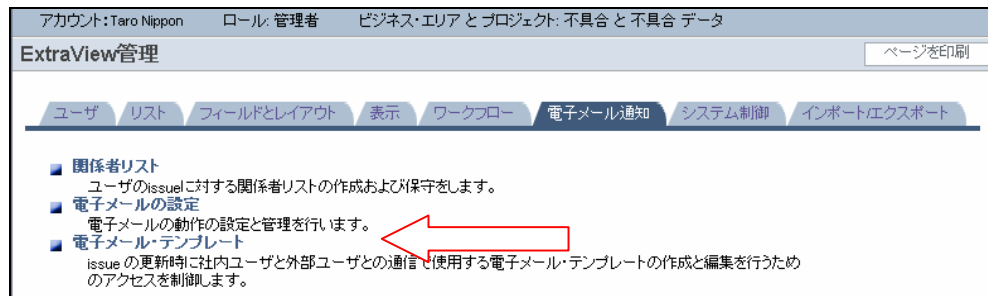 アカウント：Taro Nippon ロール: 管理者 ビジネス・エリア と プロジェクト: 不具合 と 不具合 データ
ExtraView管理 ページを印刷
ユーザ リスト フィールドとレイアウト 表示 ワークフロー 電子メール通知 システム制御 インポート/エクスポート
関係者リスト
ユーザのissueに対する関係者リストの作成および保守をします。
電子メールの設定
電子メールの動作の設定と管理を行います。
電子メール・テンプレート
issue の更新時に社内ユーザと外部ユーザとの通信で使用する電子メール・テンプレートの作成と編集を行うため
のアクセスを制御します。